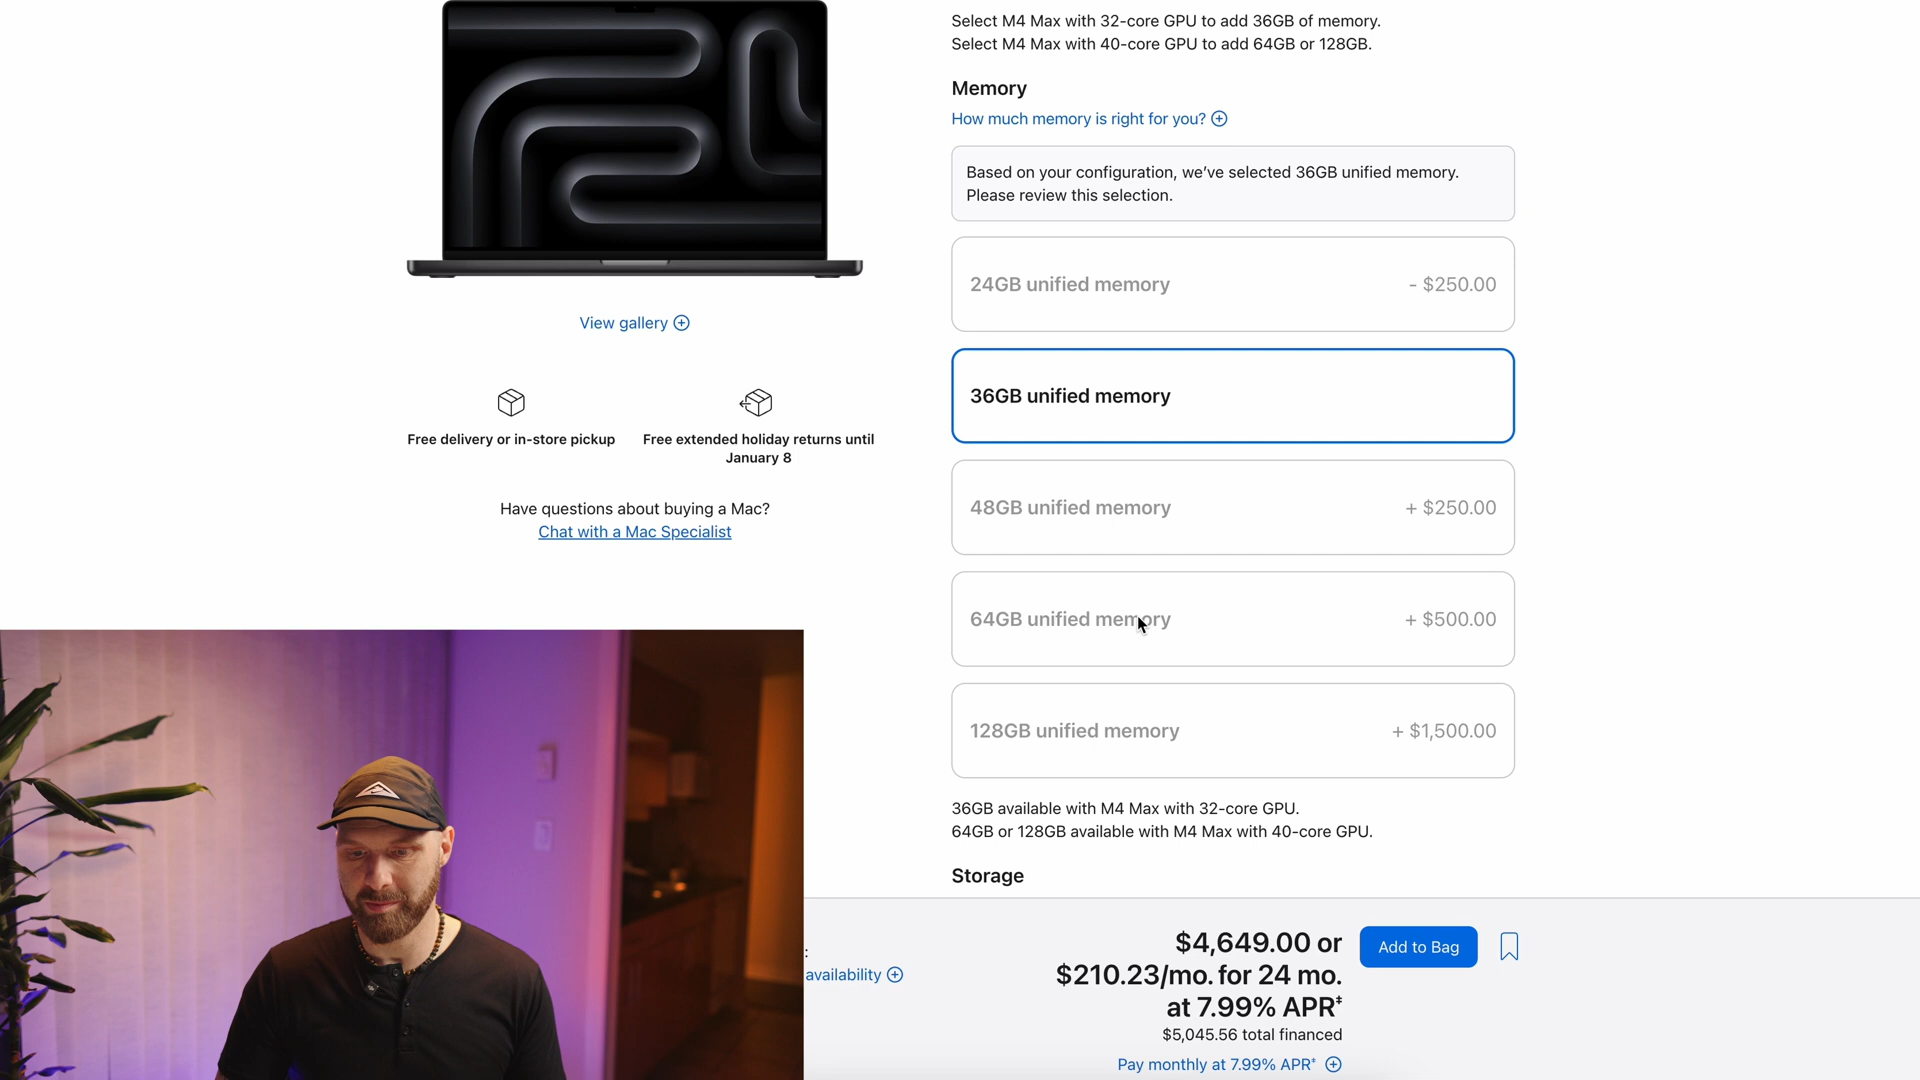 Select M4 Max with 32-core GPU to add 36GB of memory.
Select M4 Max with 40-core GPU to add 64GB or 128GB.
Memory
How much memory is right for you?
Based on your configuration, we've selected 36GB unified memory.
Please review this selection.
24GB unified memory - $250.00
36GB unified memory
48GB unified memory + $250.00
64GB unified memory + $500.00
128GB unified memory + $1,500.00
36GB available with M4 Max with 32-core GPU.
64GB or 128GB available with M4 Max with 40-core GPU.
Storage
View gallery
Free delivery or in-store pickup
Free extended holiday returns until
January 8
Have questions about buying a Mac?
Chat with a Mac Specialist
:
availability
$4,649.00 or
$210.23/mo. for 24 mo.
at 7.99% APR‡
$5,045.56 total financed
Pay monthly at 7.99% APR‡
Add to Bag